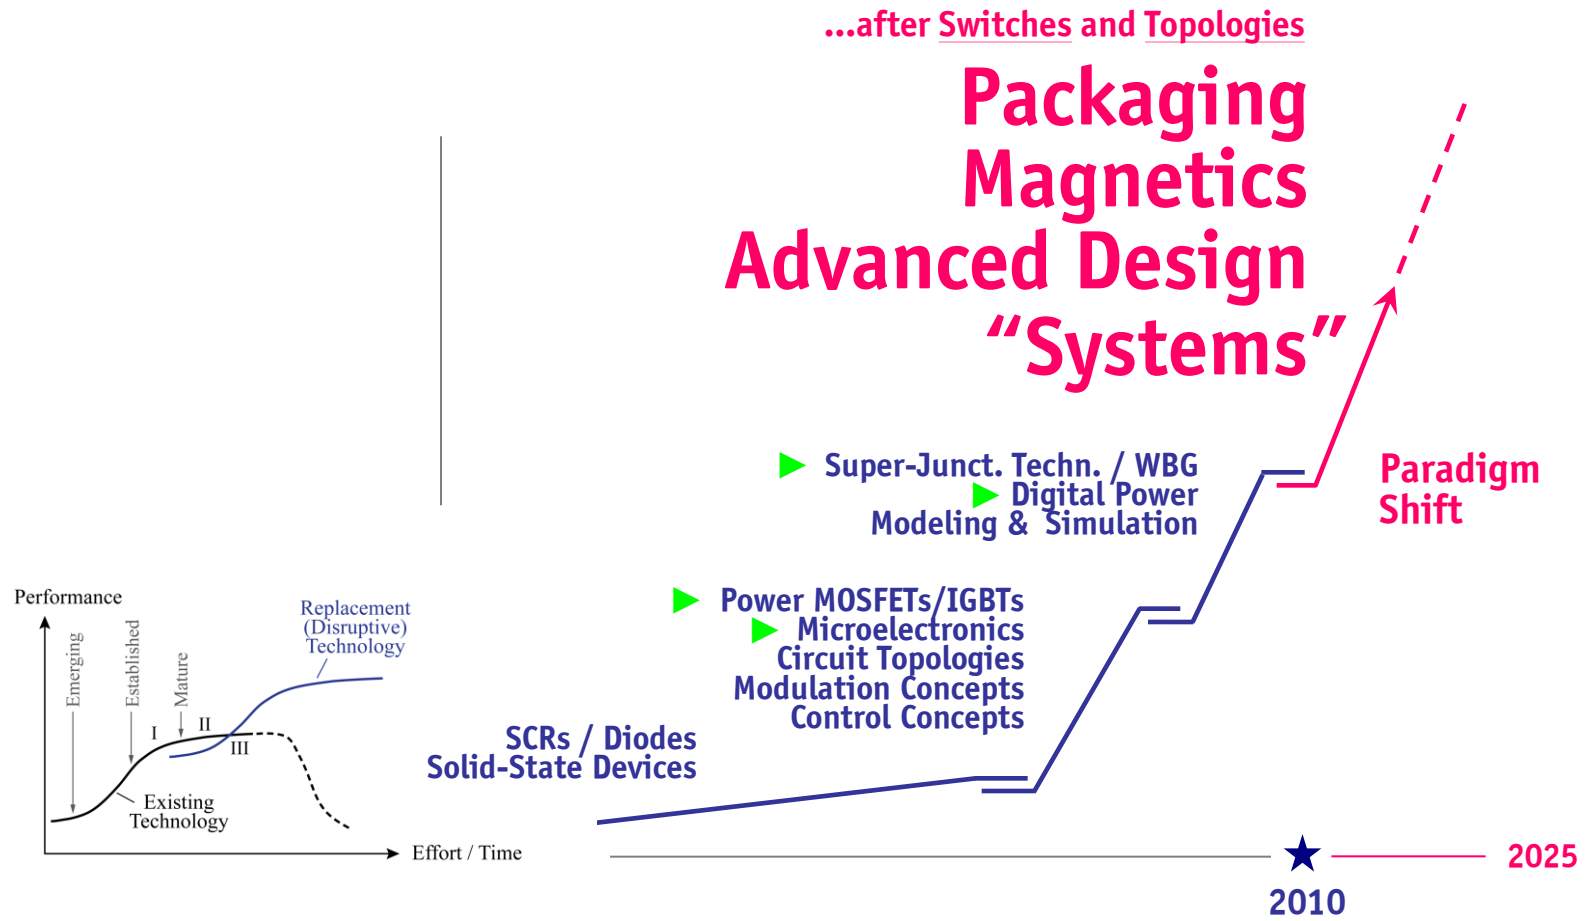 ...after Switches and Topologies
Packaging
Magnetics
Advanced Design
“Systems”
Super-Junct. Techn. / WBG
Digital Power
Modeling & Simulation
Paradigm
Shift
Power MOSFETs/IGBTs
Microelectronics
Circuit Topologies
Modulation Concepts
Control Concepts
SCRs / Diodes
Solid-State Devices
Performance
Emerging
Established
Mature
Replacement
(Disruptive)
Technology
I
II
III
Existing
Technology
Effort / Time
2010
2025